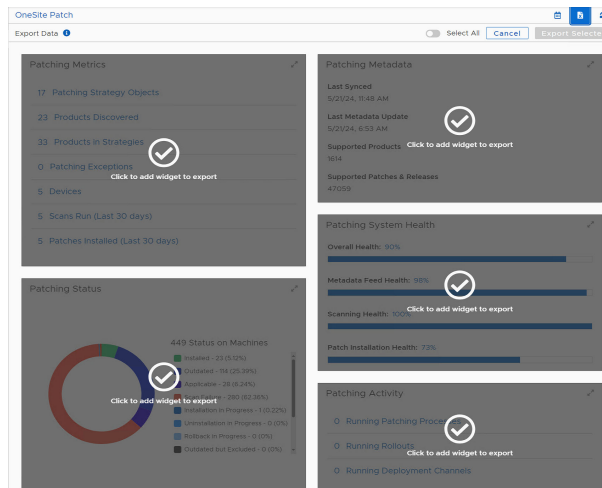 OneSite Patch
Export Data
Select All
Cancel
Export Selecte
Patching Metrics
17 Patching Strategy Objects
23 Products Discovered
33 Products in Strategies
0 Patching Exceptions
Click to add widget to export
5 Devices
5 Scans Run (Last 30 days)
5 Patches Installed (Last 30 days)
Patching Metadata
Last Synced
5/21/24, 11:48 AM
Last Metadata Update
5/21/24, 6:53 AM
Supported Products
Click to add widget to export
1614
Supported Patches & Releases
47059
Patching System Health
Overall Health: 90%
Metadata Feed Health: 98%
Click to add widget to export
Scanning Health: 100%
Patch Installation Health: 73%
Patching Status
449 Status on Machines
Installed - 23 (5.12%)
Outdated - 114 (25.39%)
Applicable - 28 (6.24%)
Scan Failing - 280 (62.36%)
Click to add widget to export
Installation in Progress - 1 (0.22%)
Uninstallation in Progress - 0 (0%)
Rollback in Progress - 0 (0%)
Outdated but Excluded - 0 (0%)
Patching Activity
0 Running Patching Processes
0 Running Rollouts
Click to add widget to export
0 Running Deployment Channels